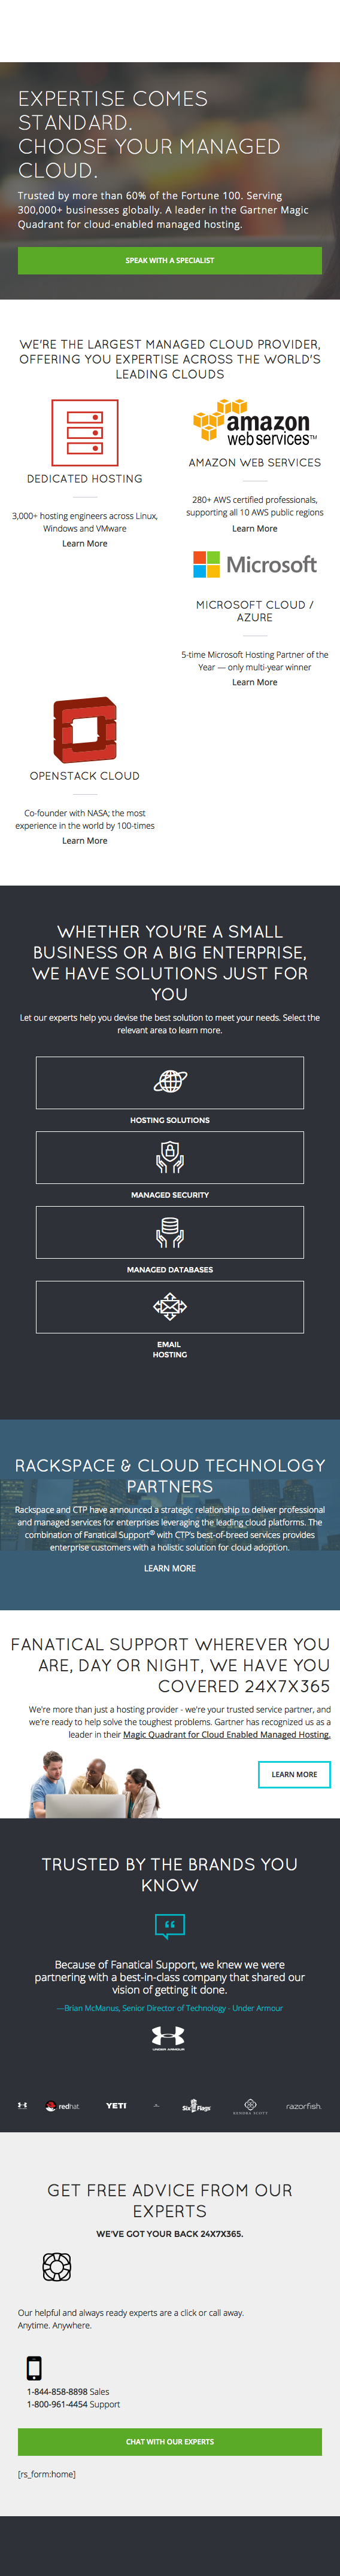 EXPERTISE COMES
STANDARD.
CHOOSE YOUR MANAGED
CLOUD.
Trusted by more than 60% of the Fortune 100. Serving
300,000+ businesses globally. A leader in the Gartner Magic
Quadrant for cloud-enabled managed hosting.
SPEAK WITH A SPECIALIST
WE'RE THE LARGEST MANAGED CLOUD PROVIDER,
OFFERING YOU EXPERTISE ACROSS THE WORLD'S
LEADING CLOUDS
DEDICATED HOSTING
3,000+ hosting engineers across Linux,
Windows and VMware
Learn More
amazon
web services™
AMAZON WEB SERVICES
280+ AWS certified professionals,
supporting all 10 AWS public regions
Learn More
Microsoft
MICROSOFT CLOUD /
AZURE
5-time Microsoft Hosting Partner of the
Year — only multi-year winner
Learn More
OPENSTACK CLOUD
Co-founder with NASA; the most
experience in the world by 100-times
Learn More
WHETHER YOU'RE A SMALL
BUSINESS OR A BIG ENTERPRISE,
WE HAVE SOLUTIONS JUST FOR
YOU
Let our experts help you devise the best solution to meet your needs. Select the
relevant area to learn more.
HOSTING SOLUTIONS
MANAGED SECURITY
MANAGED DATABASES
EMAIL
HOSTING
RACKSPACE & CLOUD TECHNOLOGY
PARTNERS
Rackspace and CTP have announced a strategic relationship to deliver professional
and managed services for enterprises leveraging the leading cloud platforms. The
combination of Fanatical Support® with CTP's best-of-breed services provides
enterprise customers with a holistic solution for cloud adoption.
LEARN MORE
FANATICAL SUPPORT WHEREVER YOU
ARE, DAY OR NIGHT, WE HAVE YOU
COVERED 24X7X365
We're more than just a hosting provider - we're your trusted service partner, and
we're ready to help solve the toughest problems. Gartner has recognized us as a
leader in their Magic Quadrant for Cloud Enabled Managed Hosting.
LEARN MORE
TRUSTED BY THE BRANDS YOU
KNOW
Because of Fanatical Support, we knew we were
partnering with a best-in-class company that shared our
vision of getting it done.
—Brian McManus, Senior Director of Technology - Under Armour
UNDER ARMOUR
redhat
YETI
Six Flags
KENDRA SCOTT
razorfish.
GET FREE ADVICE FROM OUR
EXPERTS
WE'VE GOT YOUR BACK 24X7X365.
Our helpful and always ready experts are a click or call away.
Anytime. Anywhere.
1-844-858-8898 Sales
1-800-961-4454 Support
CHAT WITH OUR EXPERTS
[rs_form:home]